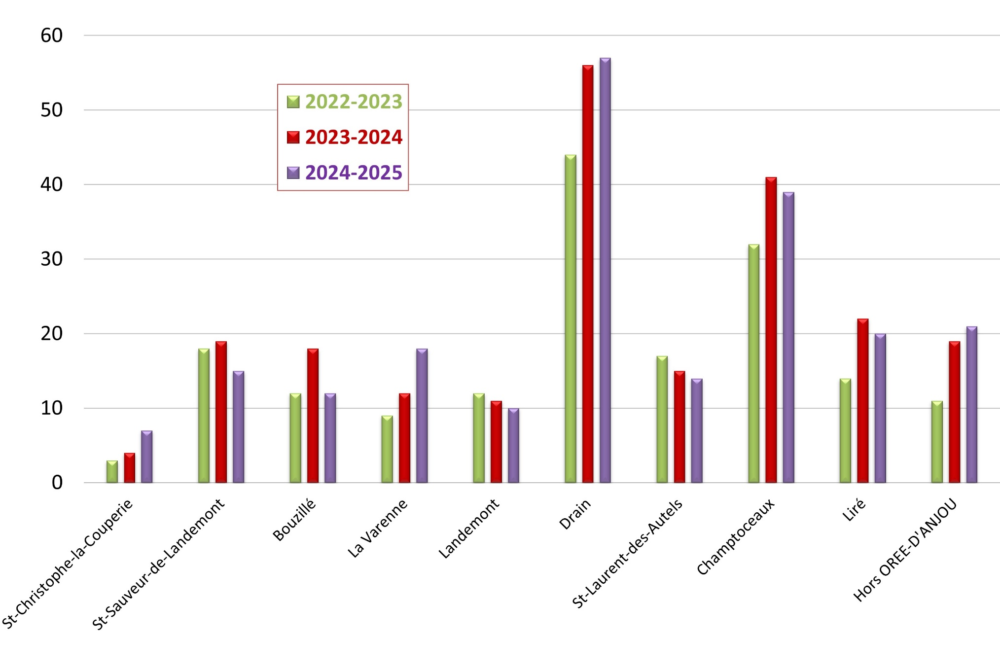 60
50
40
30
20
10
0
2022-2023
2023-2024
2024-2025
St-Christophe-la-Couperie
St-Sauveur-de-Landemont
Bouzillé
La Varenne
Landemont
Drain
St-Laurent-des-Autels
Champtoceaux
Liré
Hors OREE-D'ANJOU